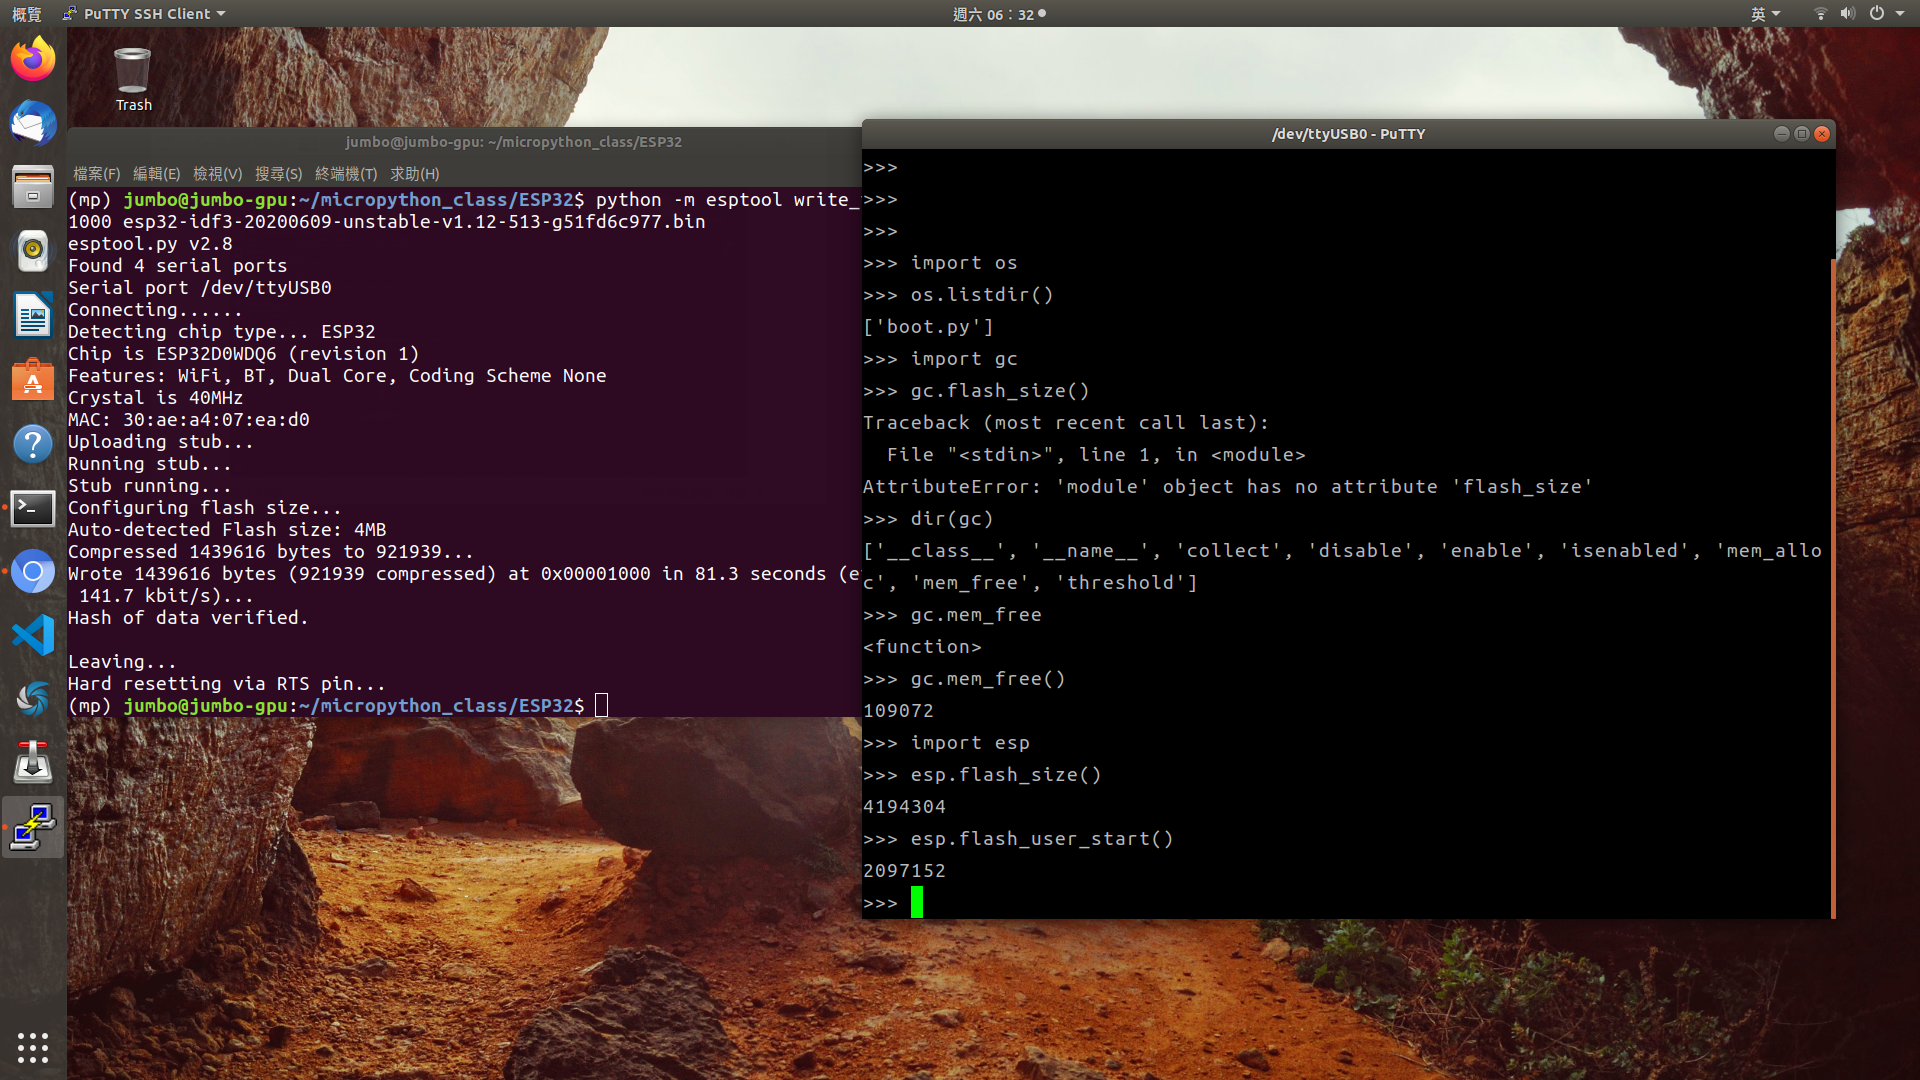 概覽 PuTTY SSH Client 週六 06：32 英
Trash
jumbo@jumbo-gpu: ~/micropython_class/ESP32
檔案(F) 編輯(E) 檢視(V) 搜尋(S) 終端機(T) 求助(H)
(mp) jumbo@jumbo-gpu:~/micropython_class/ESP32$ python -m esptool write_
1000 esp32-idf3-20200609-unstable-v1.12-513-g51fd6c977.bin
esptool.py v2.8
Found 4 serial ports
Serial port /dev/ttyUSB0
Connecting......
Detecting chip type... ESP32
Chip is ESP32D0WDQ6 (revision 1)
Features: WiFi, BT, Dual Core, Coding Scheme None
Crystal is 40MHz
MAC: 30:ae:a4:07:ea:d0
Uploading stub...
Running stub...
Stub running...
Configuring flash size...
Auto-detected Flash size: 4MB
Compressed 1439616 bytes to 921939...
Wrote 1439616 bytes (921939 compressed) at 0x00001000 in 81.3 seconds (e
 141.7 kbit/s)...
Hash of data verified.
Leaving...
Hard resetting via RTS pin...
(mp) jumbo@jumbo-gpu:~/micropython_class/ESP32$
/dev/ttyUSB0 - PuTTY
>>>
>>>
>>>
>>> import os
>>> os.listdir()
['boot.py']
>>> import gc
>>> gc.flash_size()
Traceback (most recent call last):
  File "<stdin>", line 1, in <module>
AttributeError: 'module' object has no attribute 'flash_size'
>>> dir(gc)
['__class__', '__name__', 'collect', 'disable', 'enable', 'isenabled', 'mem_allo
c', 'mem_free', 'threshold']
>>> gc.mem_free
<function>
>>> gc.mem_free()
109072
>>> import esp
>>> esp.flash_size()
4194304
>>> esp.flash_user_start()
2097152
>>>